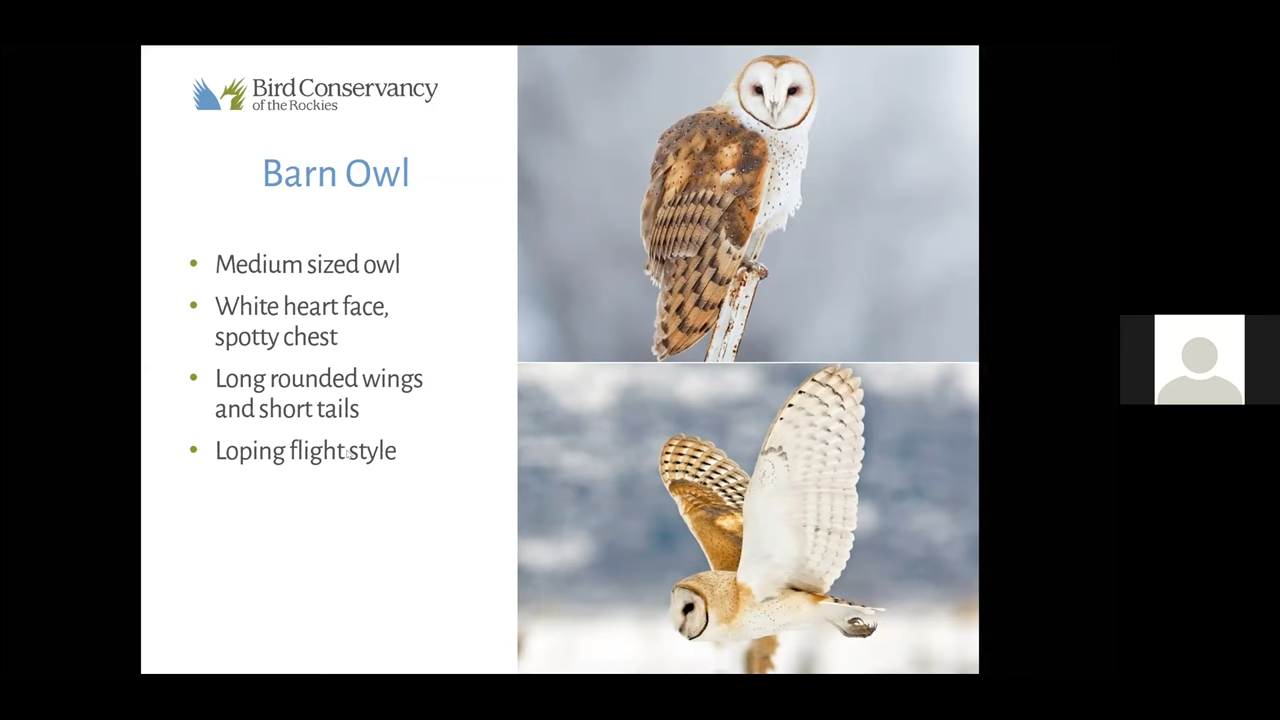 Bird Conservancy
of the Rockies
Barn Owl
• Medium sized owl
• White heart face,
spotty chest
• Long rounded wings
and short tails
• Loping flight style